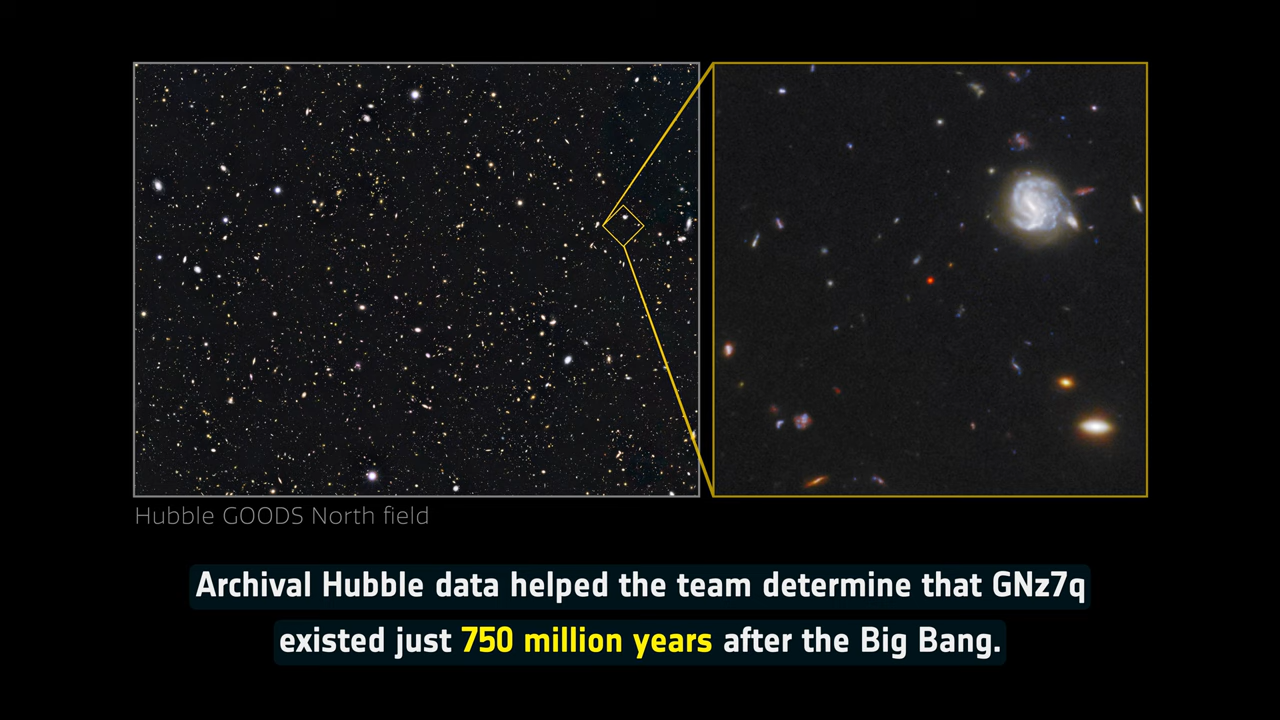 Hubble GOODS North field
Archival Hubble data helped the team determine that GNz7q
existed just 750 million years after the Big Bang.